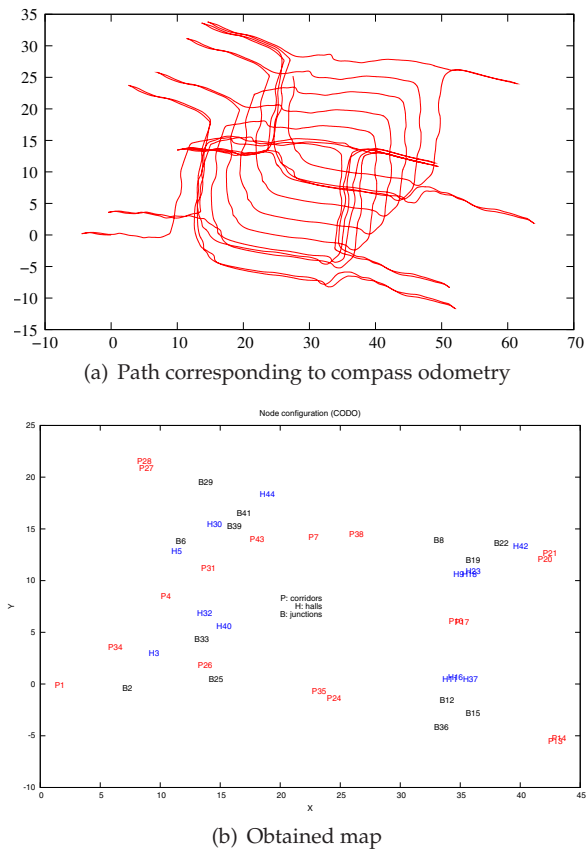 35
30
25
20
15
10
5
0
-5
-10
-15
-10 0 10 20 30 40 50 60 70
(a) Path corresponding to compass odometry
Node configuration (CODO)
25
20
15
10
5
0
-5
-10
Y
P28
P27
B29
H44
B41
H30
B39
B6
H5
P43
P7
P38
B8
B22
H42
P21
P20
B19
H9
H23
P31
P4
P: corridors
H: halls
B: junctions
H32
H40
P17
B33
P34
H3
P26
B25
P1
B2
P35
P24
H16
H37
B12
B15
B36
P14
P13
0 5 10 15 20 25 30 35 40 45
X
(b) Obtained map